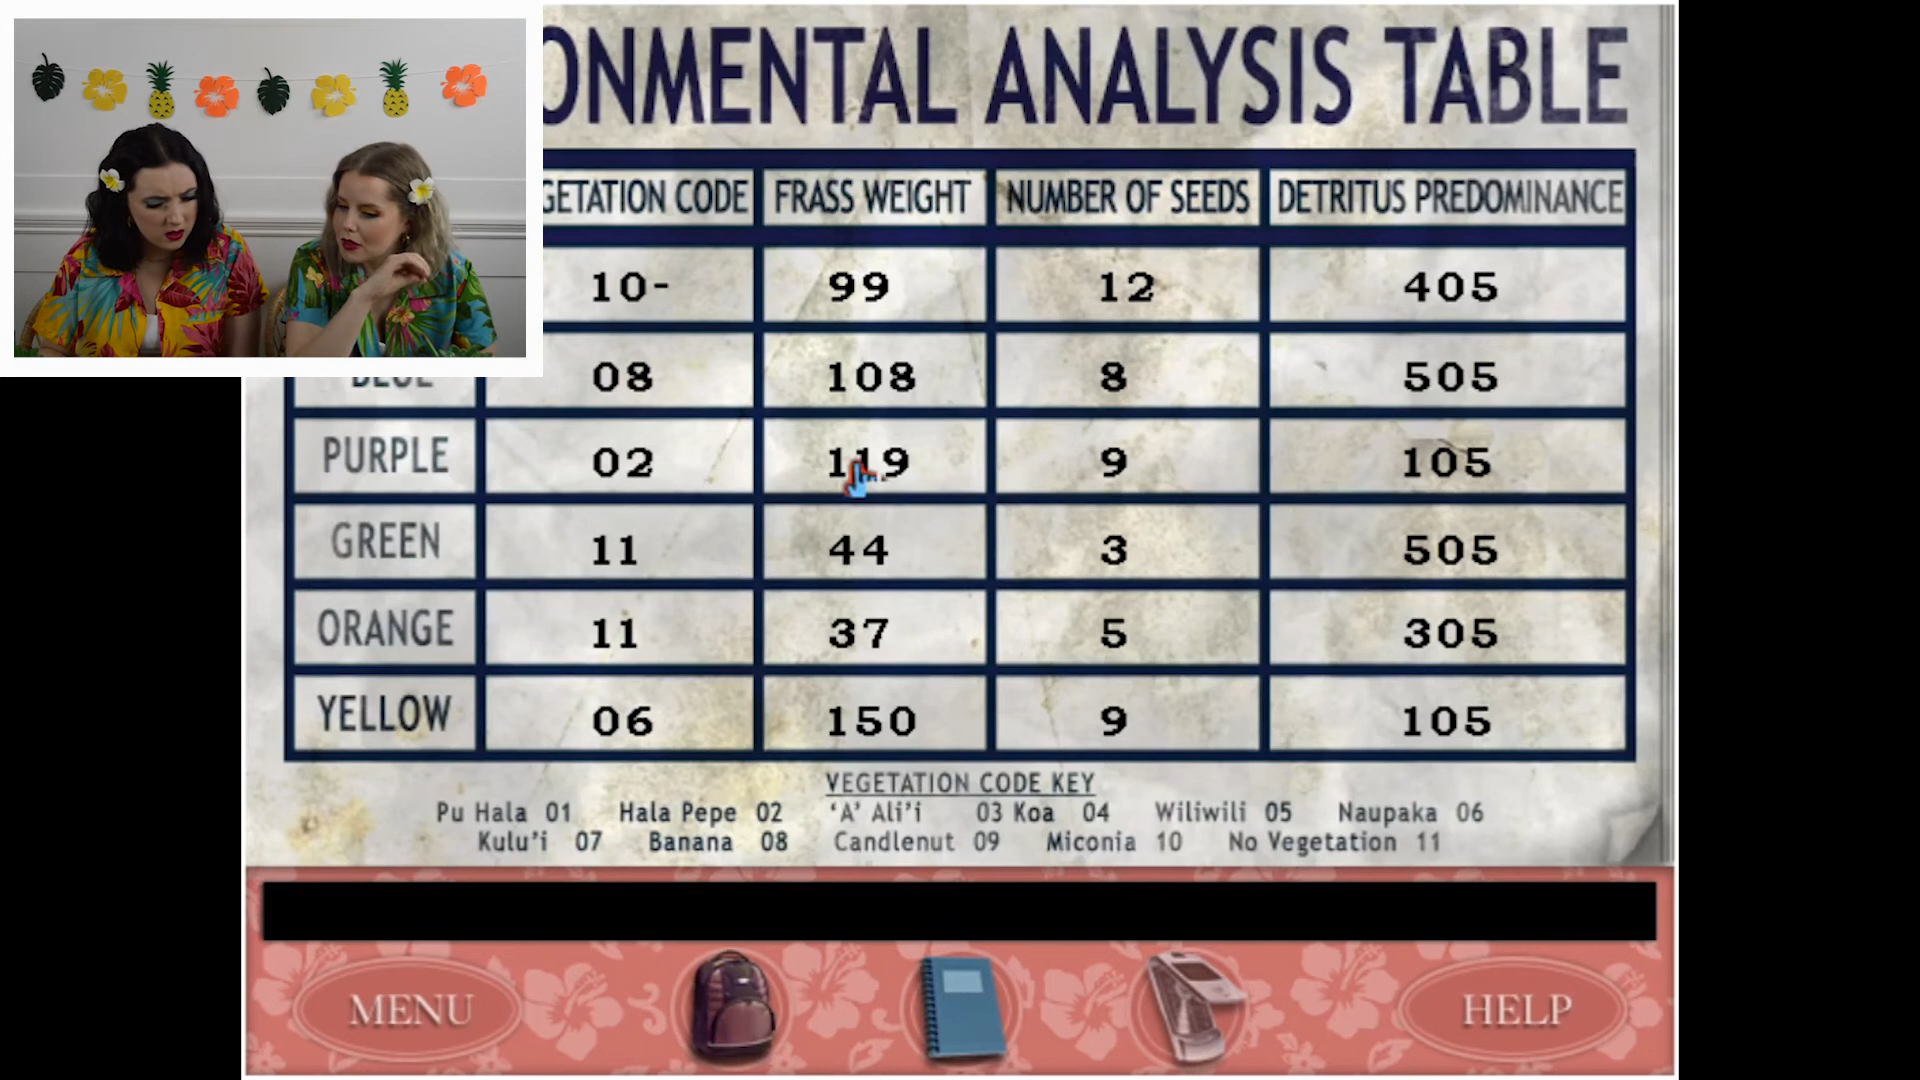 ONMENTAL ANALYSIS TABLE
GETATION CODE FRASS WEIGHT NUMBER OF SEEDS DETRITUS PREDOMINANCE
10- 99 12 405
BLUE 08 108 8 505
PURPLE 02 119 9 105
GREEN 11 44 3 505
ORANGE 11 37 5 305
YELLOW 06 150 9 105
VEGETATION CODE KEY
Pu Hala 01 Hala Pepe 02 'A' Ali'i 03 Koa 04 Wiliwili 05 Naupaka 06
Kulu'i 07 Banana 08 Candlenut 09 Miconia 10 No Vegetation 11
MENU HELP